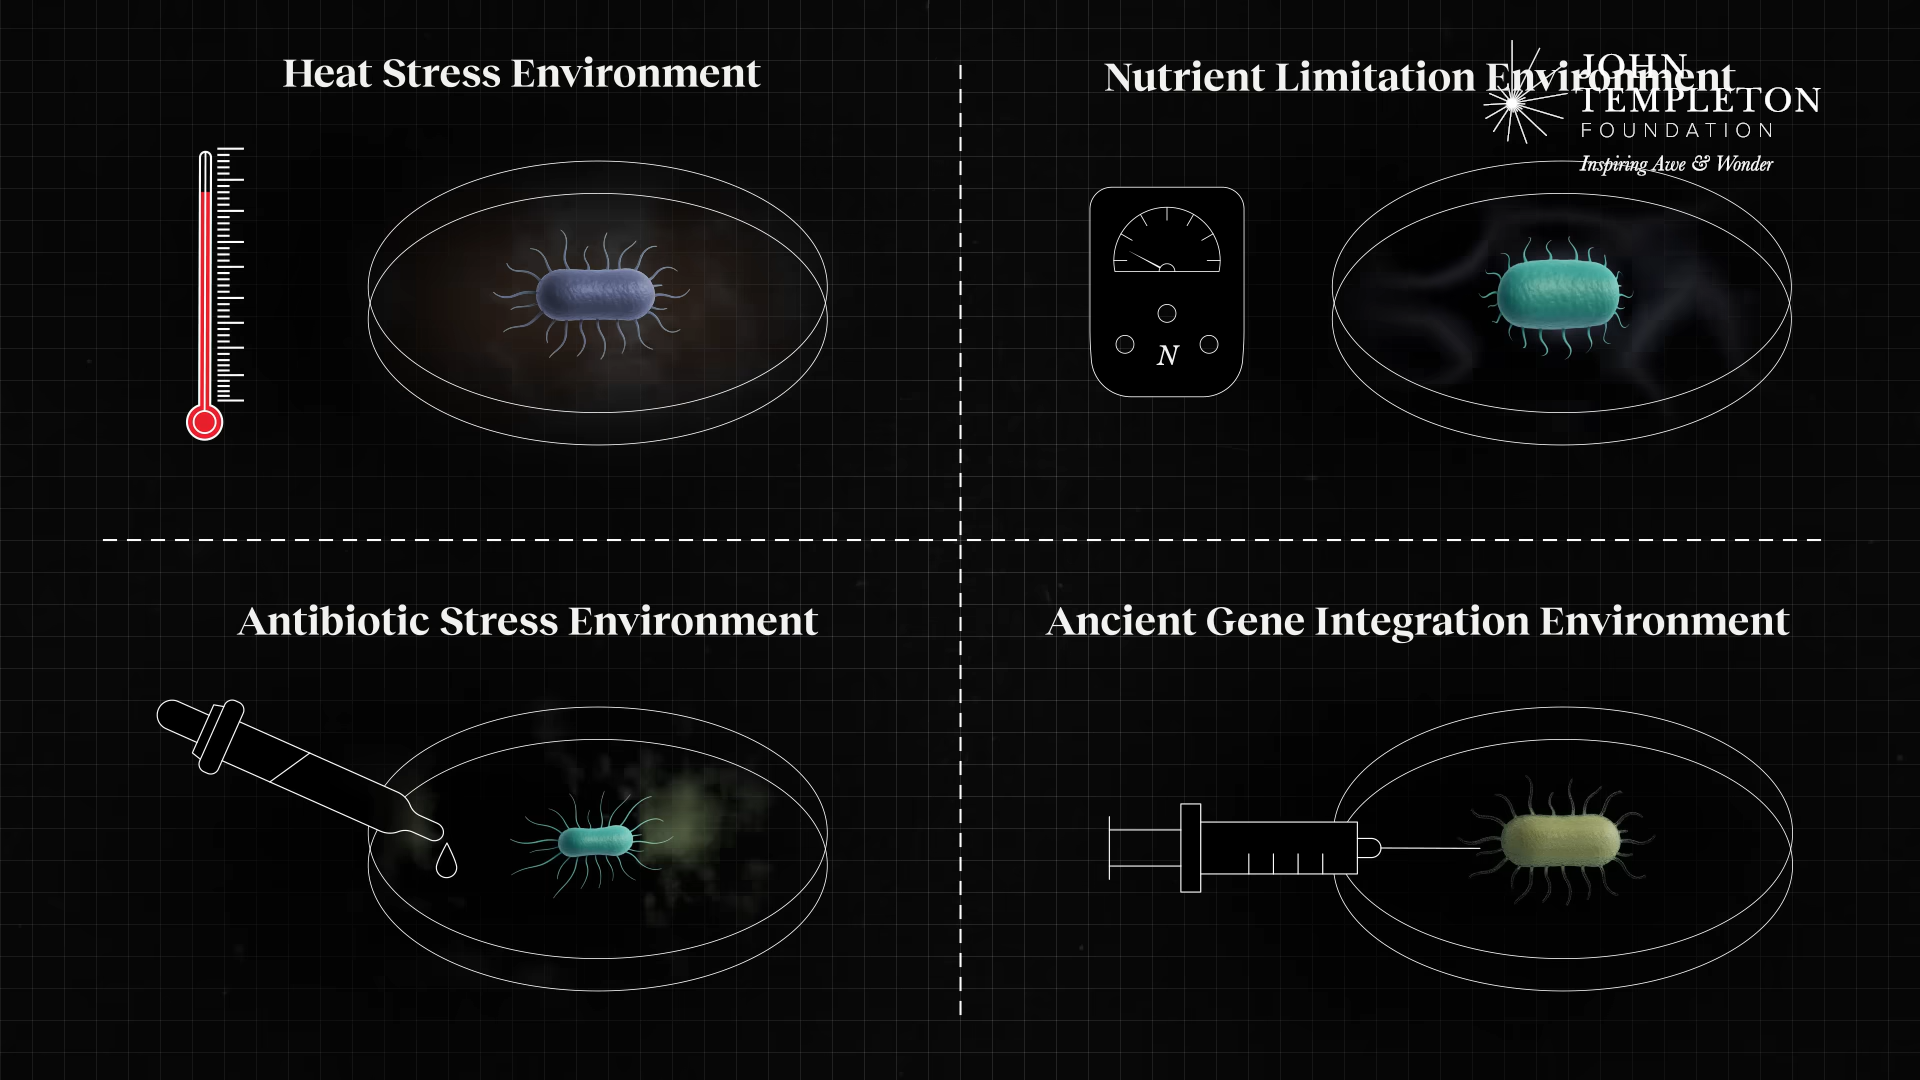 Heat Stress Environment
Nutrient Limitation Environment
JOHN
TEMPLETON
FOUNDATION
Inspiring Awe & Wonder
N
Antibiotic Stress Environment
Ancient Gene Integration Environment